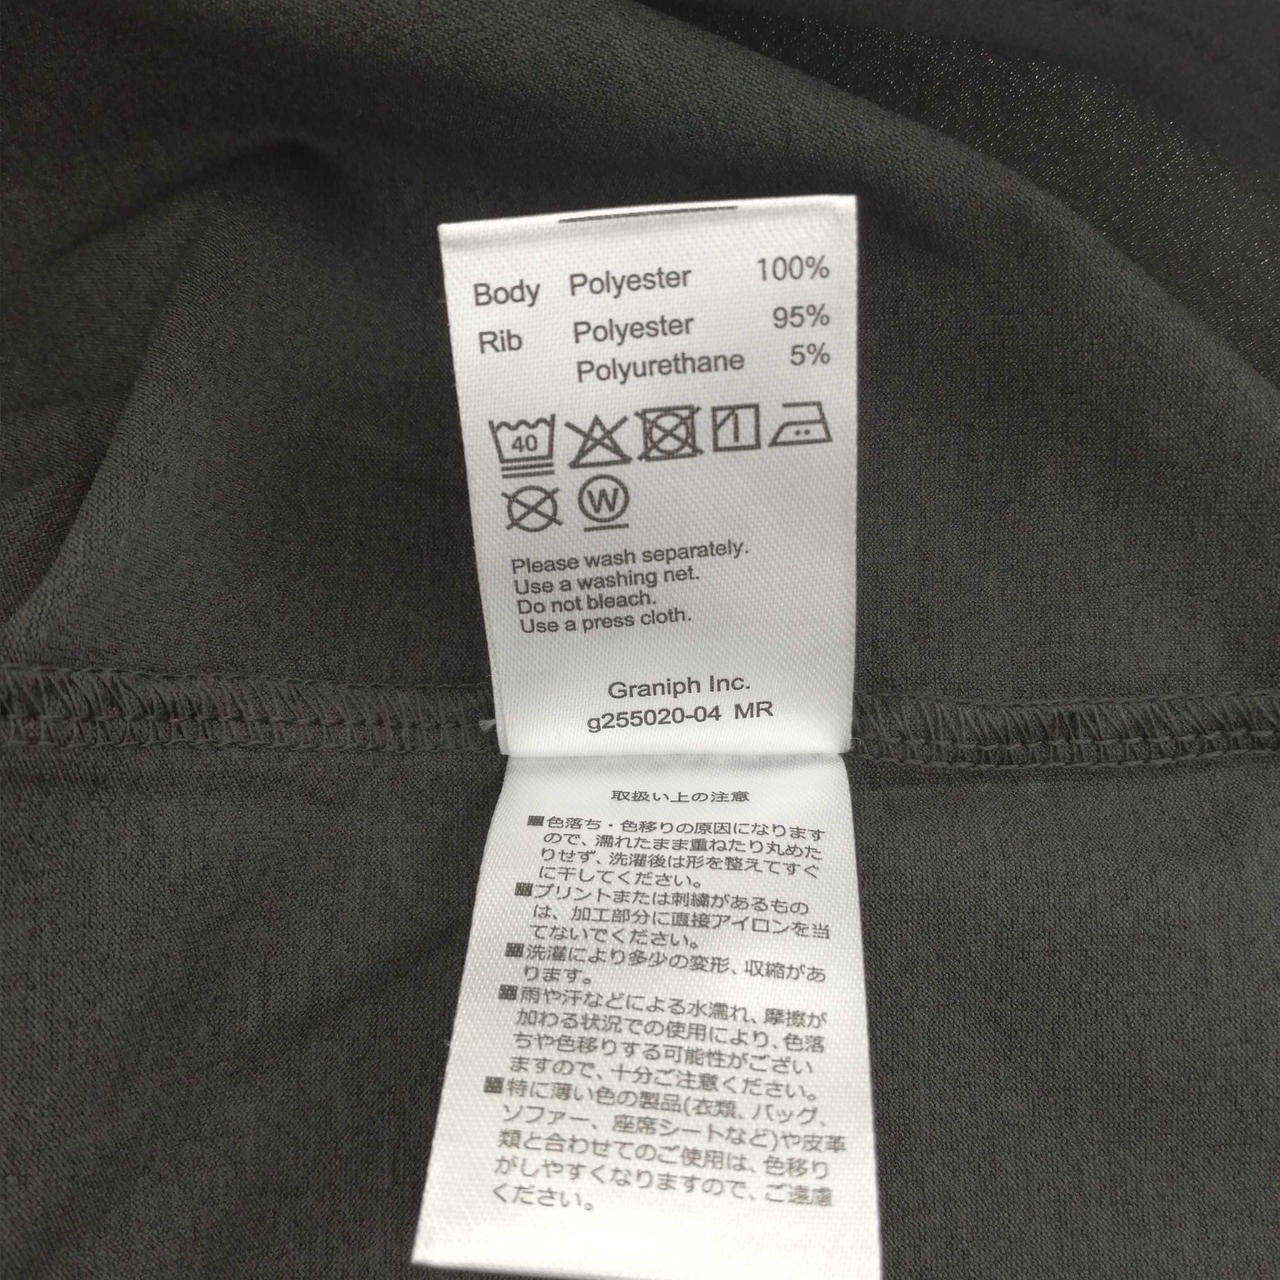 Body Polyester 100%
Rib Polyester 95%
Polyurethane 5%
40
W
Please wash separately.
Use a washing net.
Do not bleach.
Use a press cloth.
Graniph Inc.
g255020-04 MR
取扱い上の注意
■色落ち・色移りの原因になります
ので、濡れたまま重ねたり丸めた
りせず、洗濯後は形を整えてすぐ
に干してください。
■プリントまたは刺繍があるもの
は、加工部分に直接アイロンを当
てないでください。
■洗濯により多少の変形、収縮があ
ります。
■雨や汗などによる水濡れ、摩擦が
加わる状況での使用により、色落
ちや色移りする可能性がござい
ますので、十分ご注意ください。
■特に薄い色の製品(衣類、バッグ、
ソファー、座席シートなど)や皮革
類と合わせてのご使用は、色移り
がしやすくなりますので、ご遠慮
ください。